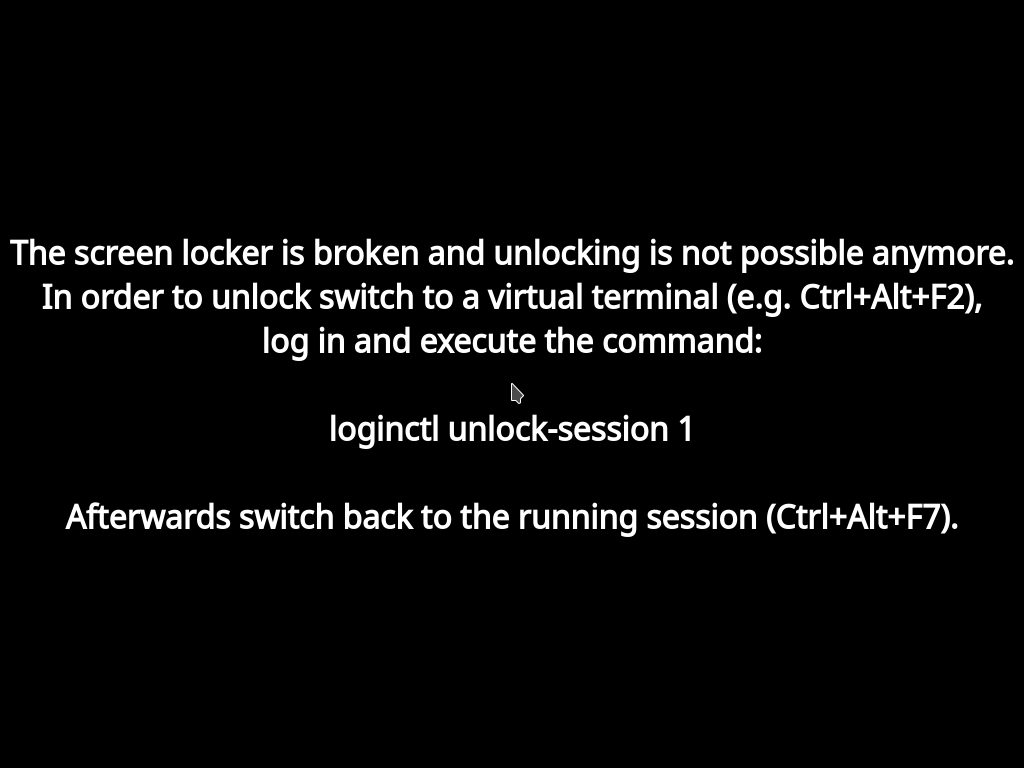 The screen locker is broken and unlocking is not possible anymore.
In order to unlock switch to a virtual terminal (e.g. Ctrl+Alt+F2),
log in and execute the command:
loginctl unlock-session 1
Afterwards switch back to the running session (Ctrl+Alt+F7).